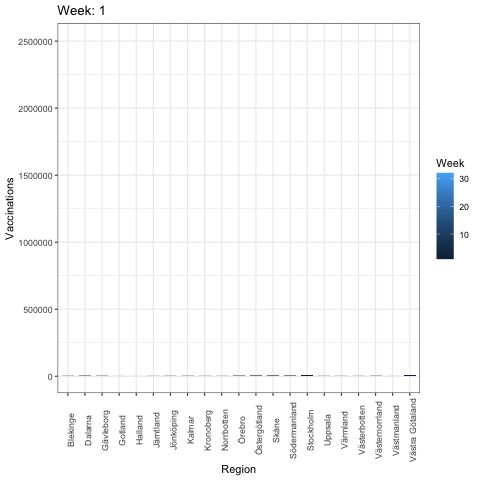 Week: 1
Vaccinations
2500000
2000000
1500000
1000000
500000
0
Blekinge
Dalarna
Gävleborg
Gotland
Halland
Jämtland
Jönköping
Kalmar
Kronoberg
Norrbotten
Örebro
Östergötland
Skåne
Södermanland
Stockholm
Uppsala
Värmland
Västerbotten
Västernorrland
Västmanland
Västra Götaland
Region
Week
30
20
10